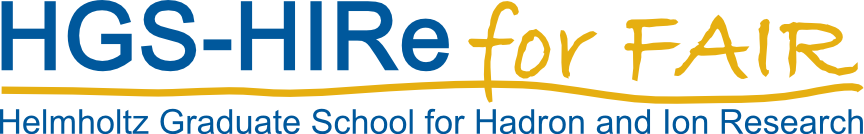 HGS-HIRe for FAIR
Helmholtz Graduate School for Hadron and Ion Research